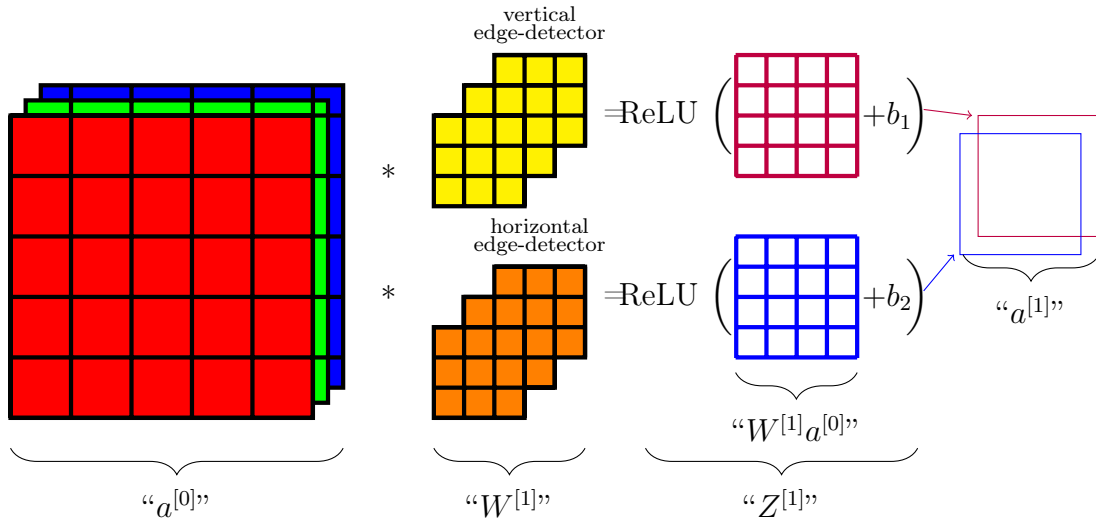 vertical
edge-detector
* =ReLU ( +b₁ )
horizontal
edge-detector
* =ReLU ( +b₂ )
“a^{[1]}”
“W^{[1]}a^{[0]}”
“a^{[0]}” “W^{[1]}” “Z^{[1]}”